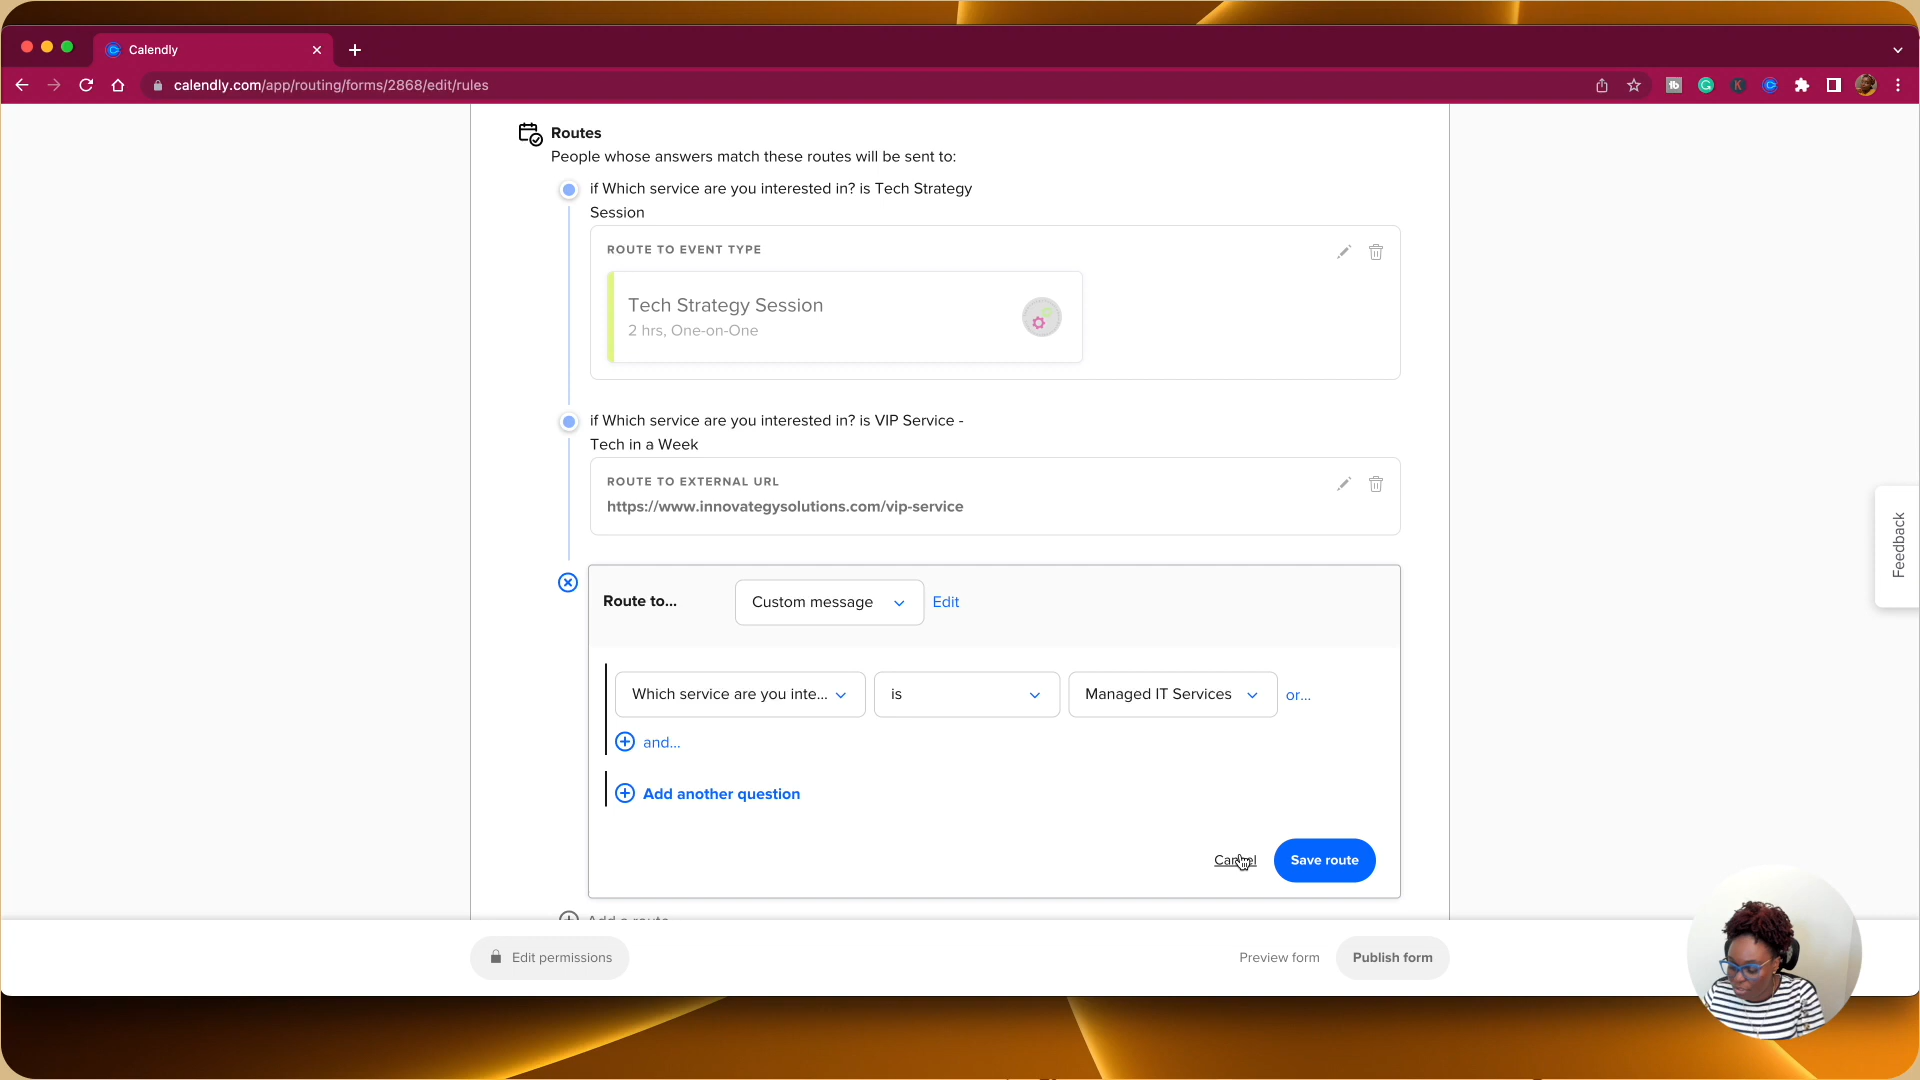 Calendly
calendly.com/app/routing/forms/2868/edit/rules
Routes
People whose answers match these routes will be sent to:
if Which service are you interested in? is Tech Strategy
Session
ROUTE TO EVENT TYPE
Tech Strategy Session
2 hrs, One-on-One
if Which service are you interested in? is VIP Service -
Tech in a Week
ROUTE TO EXTERNAL URL
https://www.innovategysolutions.com/vip-service
Route to...
Custom message
Edit
Which service are you inte...
is
Managed IT Services
or...
and...
Add another question
Cancel
Save route
Add a route
Edit permissions
Preview form
Publish form
Feedback